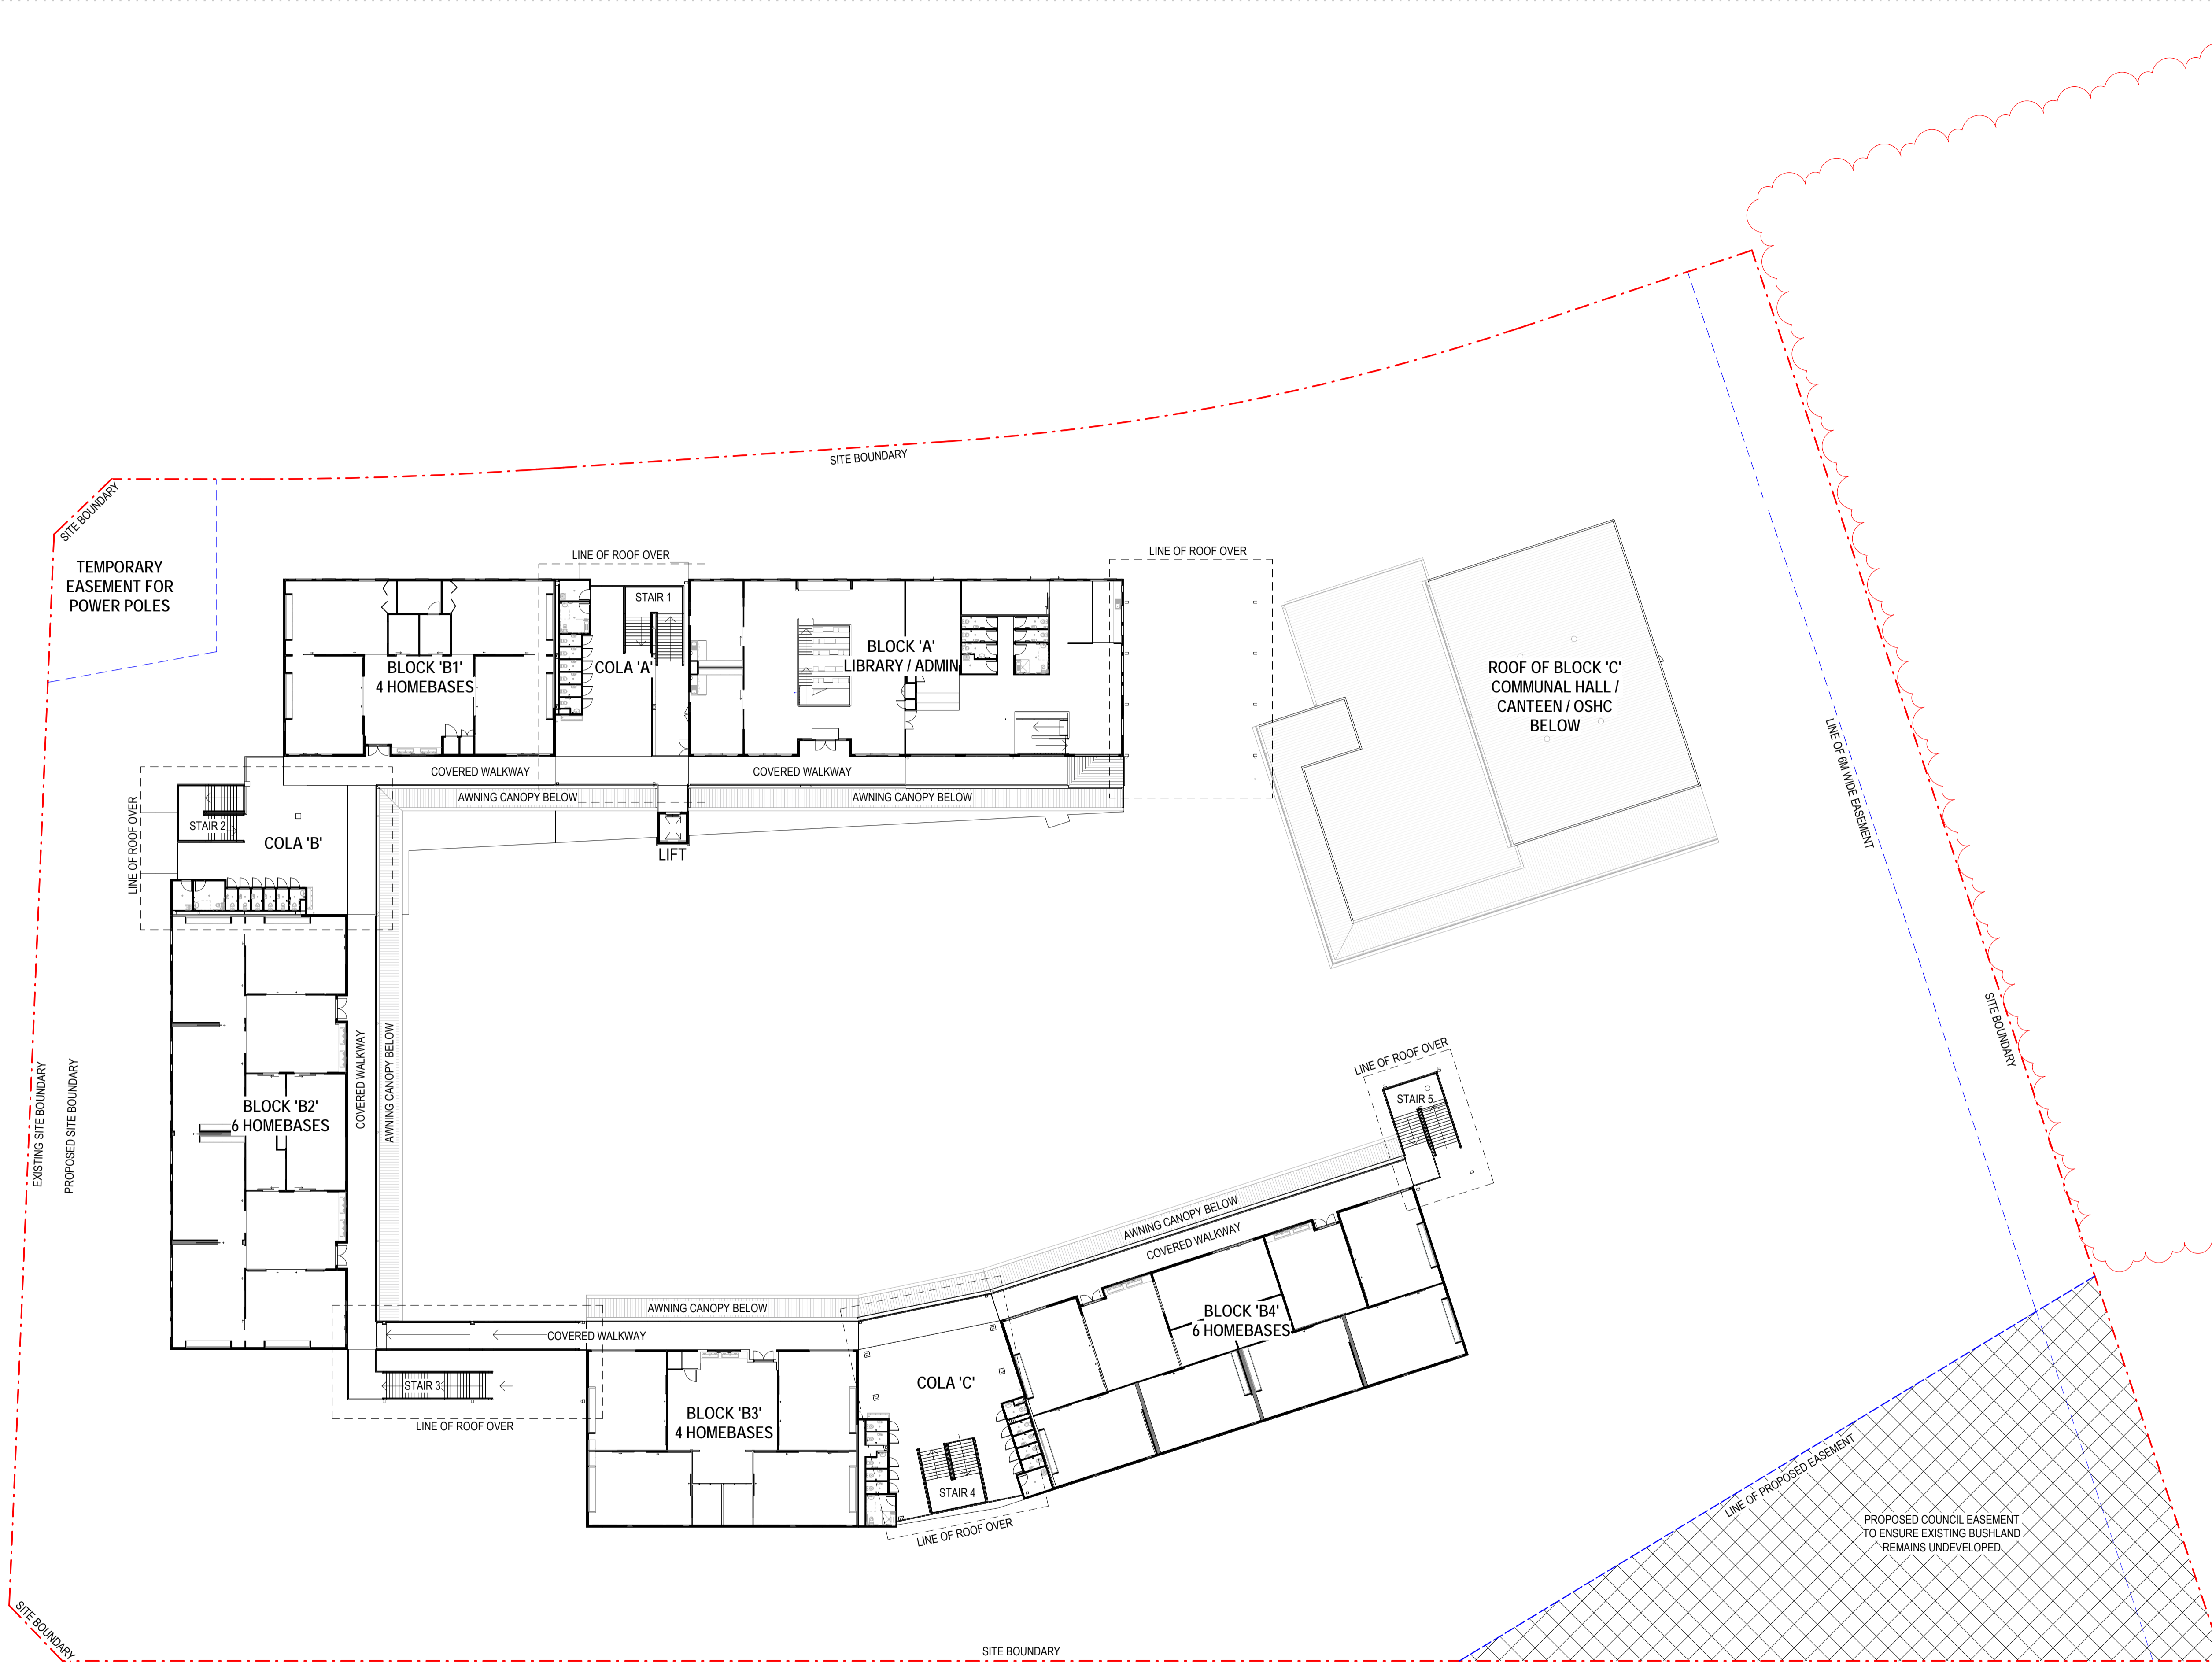 SITE BOUNDARY
SITE BOUNDARY
TEMPORARY
EASEMENT FOR
POWER POLES
LINE OF ROOF OVER
LINE OF ROOF OVER
STAIR 1
BLOCK 'B1'
4 HOMEBASES
COLA 'A'
BLOCK 'A'
LIBRARY / ADMIN
ROOF OF BLOCK 'C'
COMMUNAL HALL /
CANTEEN / OSHC
BELOW
LINE OF 6M WIDE EASEMENT
COVERED WALKWAY
COVERED WALKWAY
AWNING CANOPY BELOW
AWNING CANOPY BELOW
LINE OF ROOF OVER
STAIR 2
COLA 'B'
LIFT
SITE BOUNDARY
EXISTING SITE BOUNDARY
PROPOSED SITE BOUNDARY
BLOCK 'B2'
6 HOMEBASES
COVERED WALKWAY
AWNING CANOPY BELOW
LINE OF ROOF OVER
STAIR 5
AWNING CANOPY BELOW
COVERED WALKWAY
AWNING CANOPY BELOW
COVERED WALKWAY
BLOCK 'B4'
6 HOMEBASES
STAIR 3
LINE OF ROOF OVER
COLA 'C'
BLOCK 'B3'
4 HOMEBASES
STAIR 4
LINE OF ROOF OVER
LINE OF PROPOSED EASEMENT
PROPOSED COUNCIL EASEMENT
TO ENSURE EXISTING BUSHLAND
REMAINS UNDEVELOPED
SITE BOUNDARY
SITE BOUNDARY